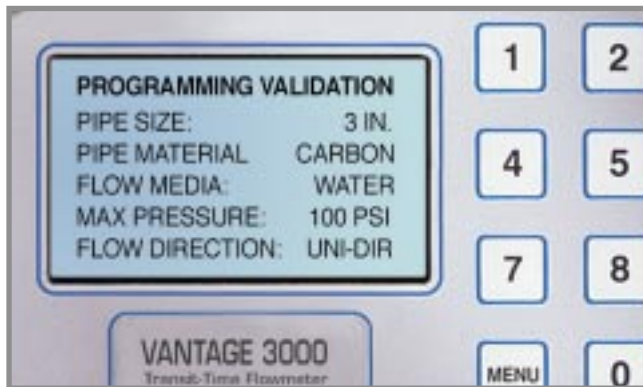 PROGRAMMING VALIDATION
PIPE SIZE: 3 IN.
PIPE MATERIAL CARBON
FLOW MEDIA: WATER
MAX PRESSURE: 100 PSI
FLOW DIRECTION: UNI-DIR
VANTAGE 3000
Transit-Time Flowmeter
1 2
4 5
7 8
MENU 0